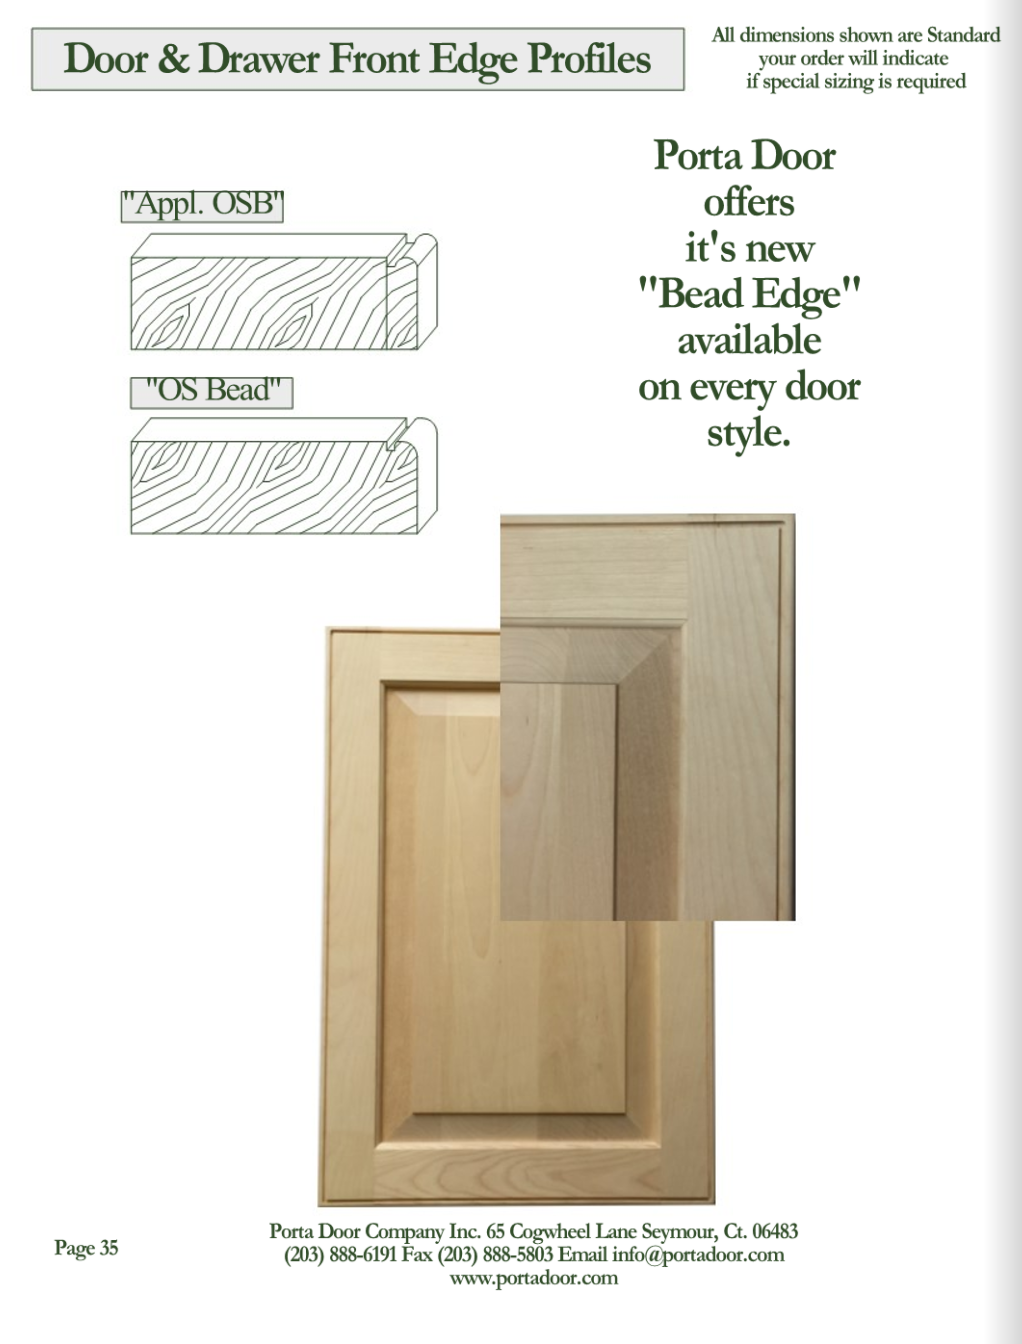 Door & Drawer Front Edge Profiles
All dimensions shown are Standard
your order will indicate
if special sizing is required
Porta Door
offers
it's new
"Bead Edge"
available
on every door
style.
"Appl. OSB"
"OS Bead"
Page 35
Porta Door Company Inc. 65 Cogwheel Lane Seymour, Ct. 06483
(203) 888-6191 Fax (203) 888-5803 Email info@portadoor.com
www.portadoor.com